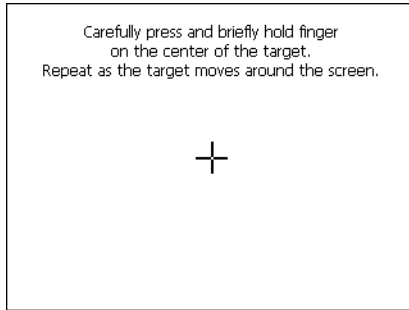 Carefully press and briefly hold finger
on the center of the target.
Repeat as the target moves around the screen.